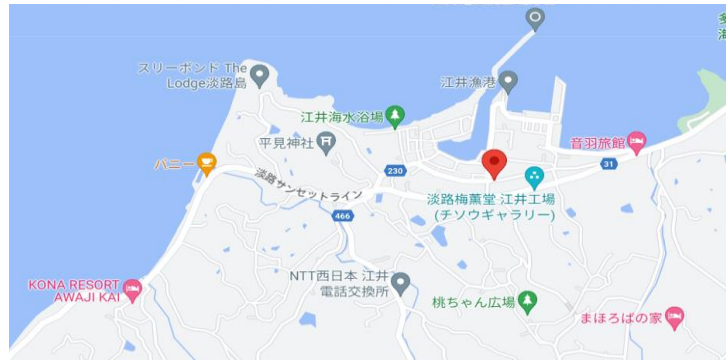 スリーボンド The
Lodge淡路島
江井漁港
多
海
江井海水浴場
平見神社
音羽旅館
バニー
230
31
淡路サンセットライン
淡路梅薫堂 江井工場
(チソウギャラリー)
466
NTT西日本 江井
電話交換所
KONA RESORT
AWAJI KAI
桃ちゃん広場
まほろばの家